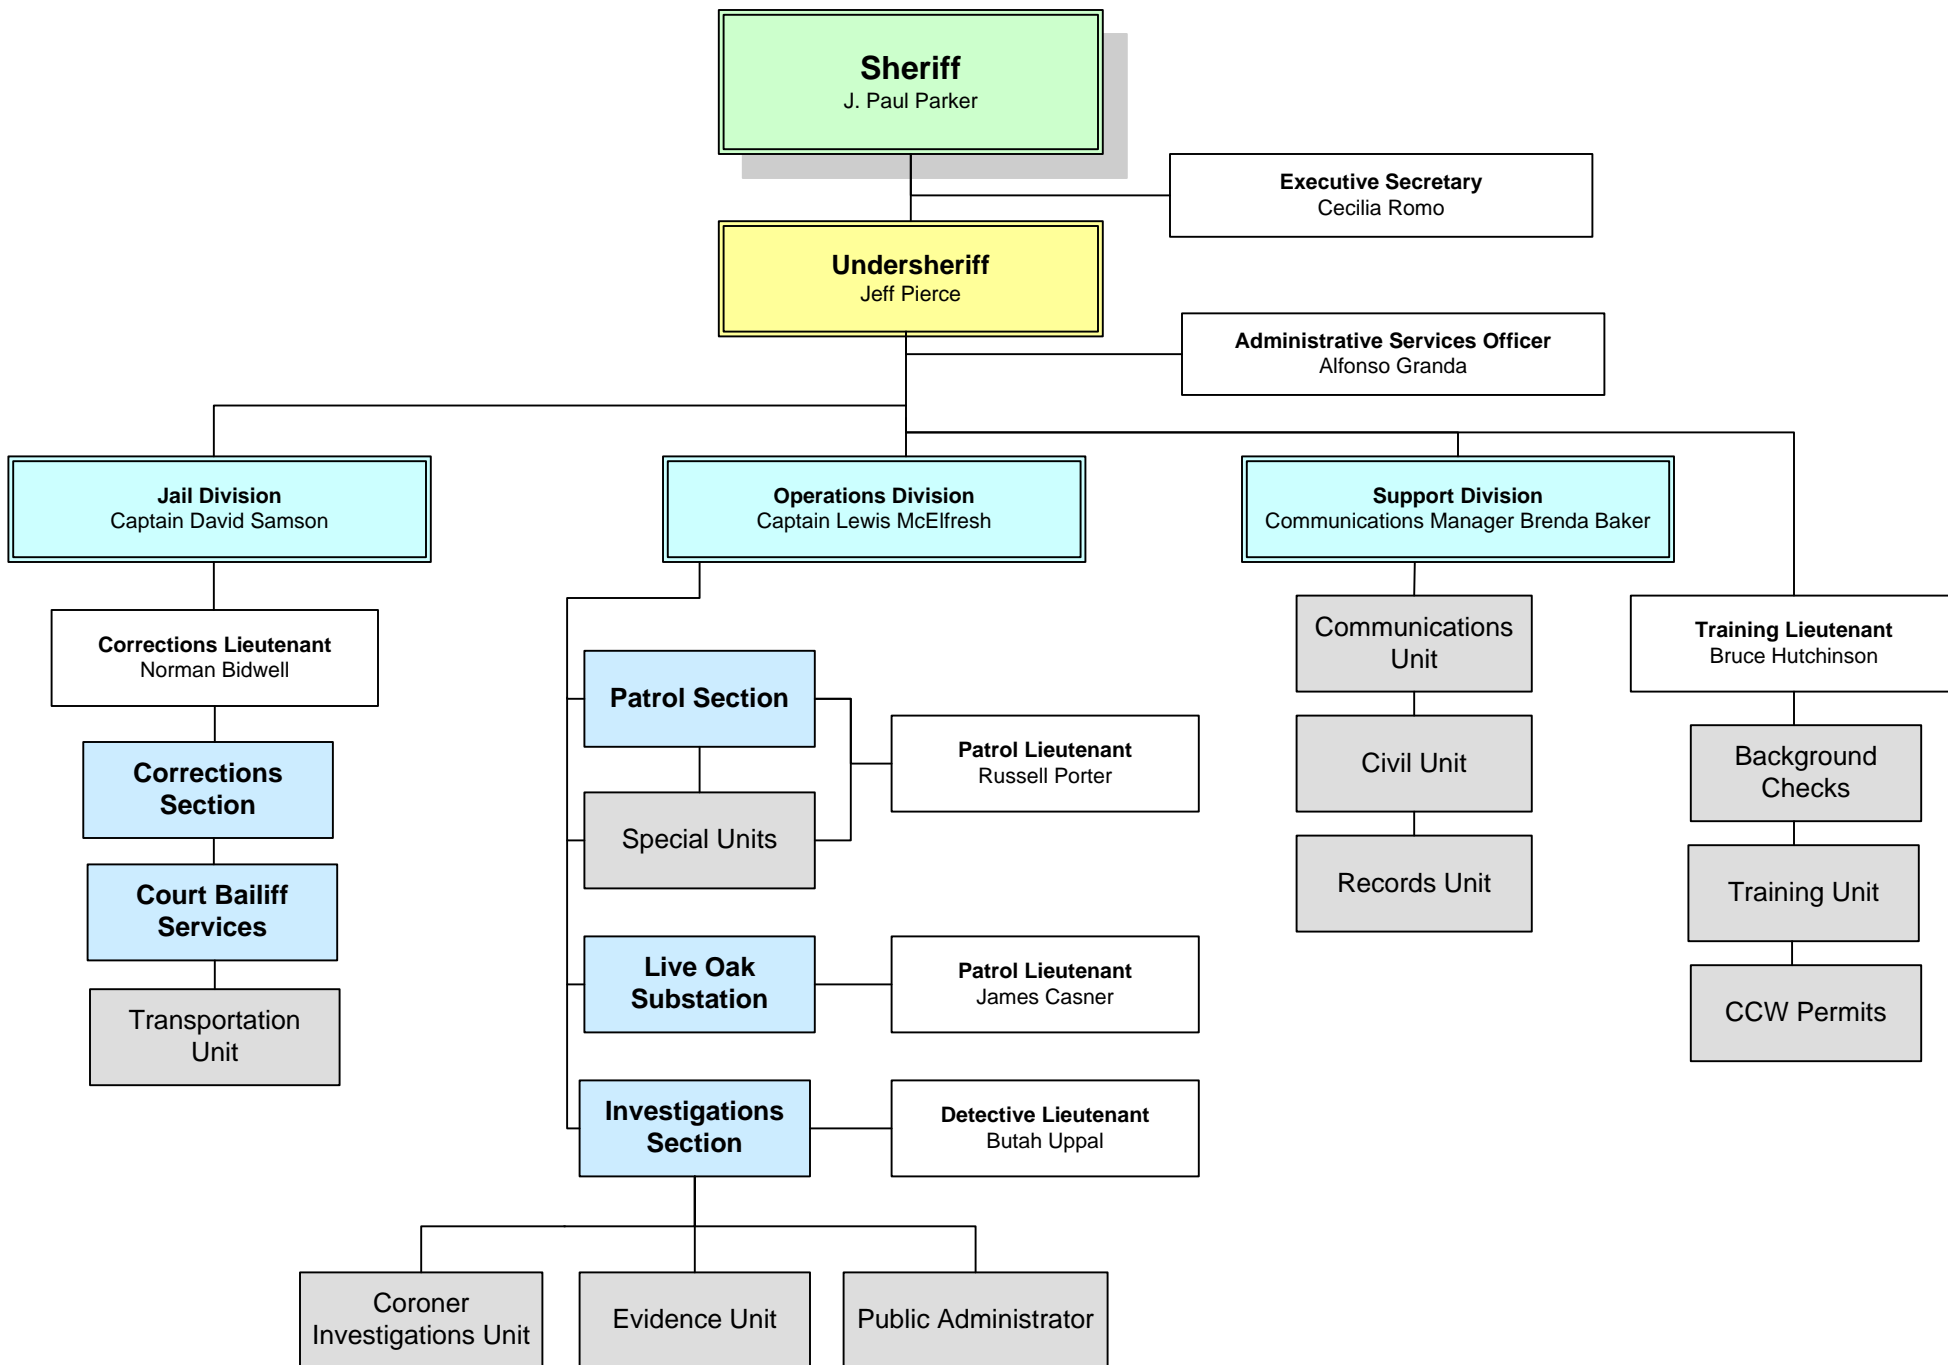 Sheriff
J. Paul Parker
Executive Secretary
Cecilia Romo
Undersheriff
Jeff Pierce
Administrative Services Officer
Alfonso Granda
Jail Division
Captain David Samson
Operations Division
Captain Lewis McElfresh
Support Division
Communications Manager Brenda Baker
Corrections Lieutenant
Norman Bidwell
Corrections
Section
Court Bailiff
Services
Transportation
Unit
Patrol Section
Patrol Lieutenant
Russell Porter
Special Units
Live Oak
Substation
Patrol Lieutenant
James Casner
Investigations
Section
Detective Lieutenant
Butah Uppal
Coroner
Investigations Unit
Evidence Unit
Public Administrator
Communications
Unit
Civil Unit
Records Unit
Training Lieutenant
Bruce Hutchinson
Background
Checks
Training Unit
CCW Permits